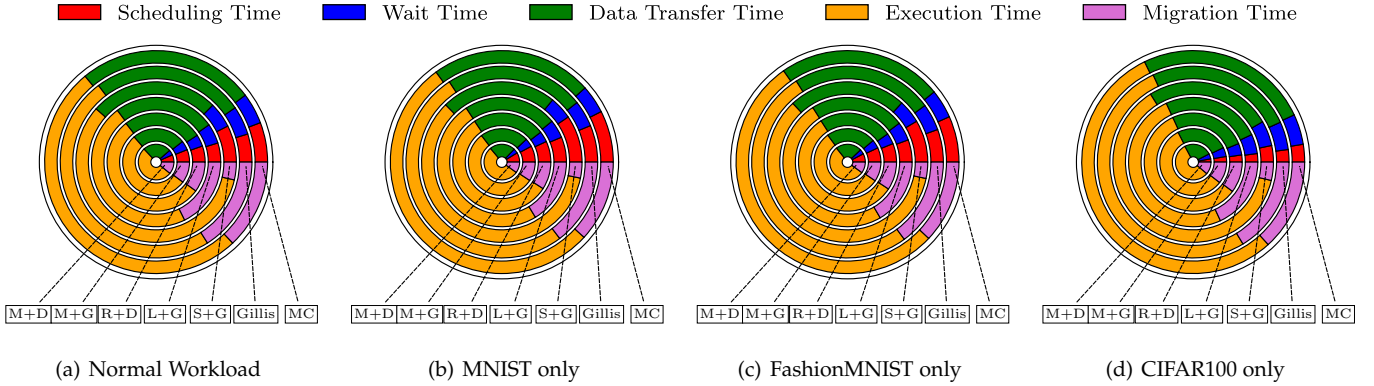 Scheduling Time Wait Time Data Transfer Time Execution Time Migration Time
M+D M+G R+D L+G S+G Gillis MC
M+D M+G R+D L+G S+G Gillis MC
M+D M+G R+D L+G S+G Gillis MC
M+D M+G R+D L+G S+G Gillis MC
(a) Normal Workload
(b) MNIST only
(c) FashionMNIST only
(d) CIFAR100 only